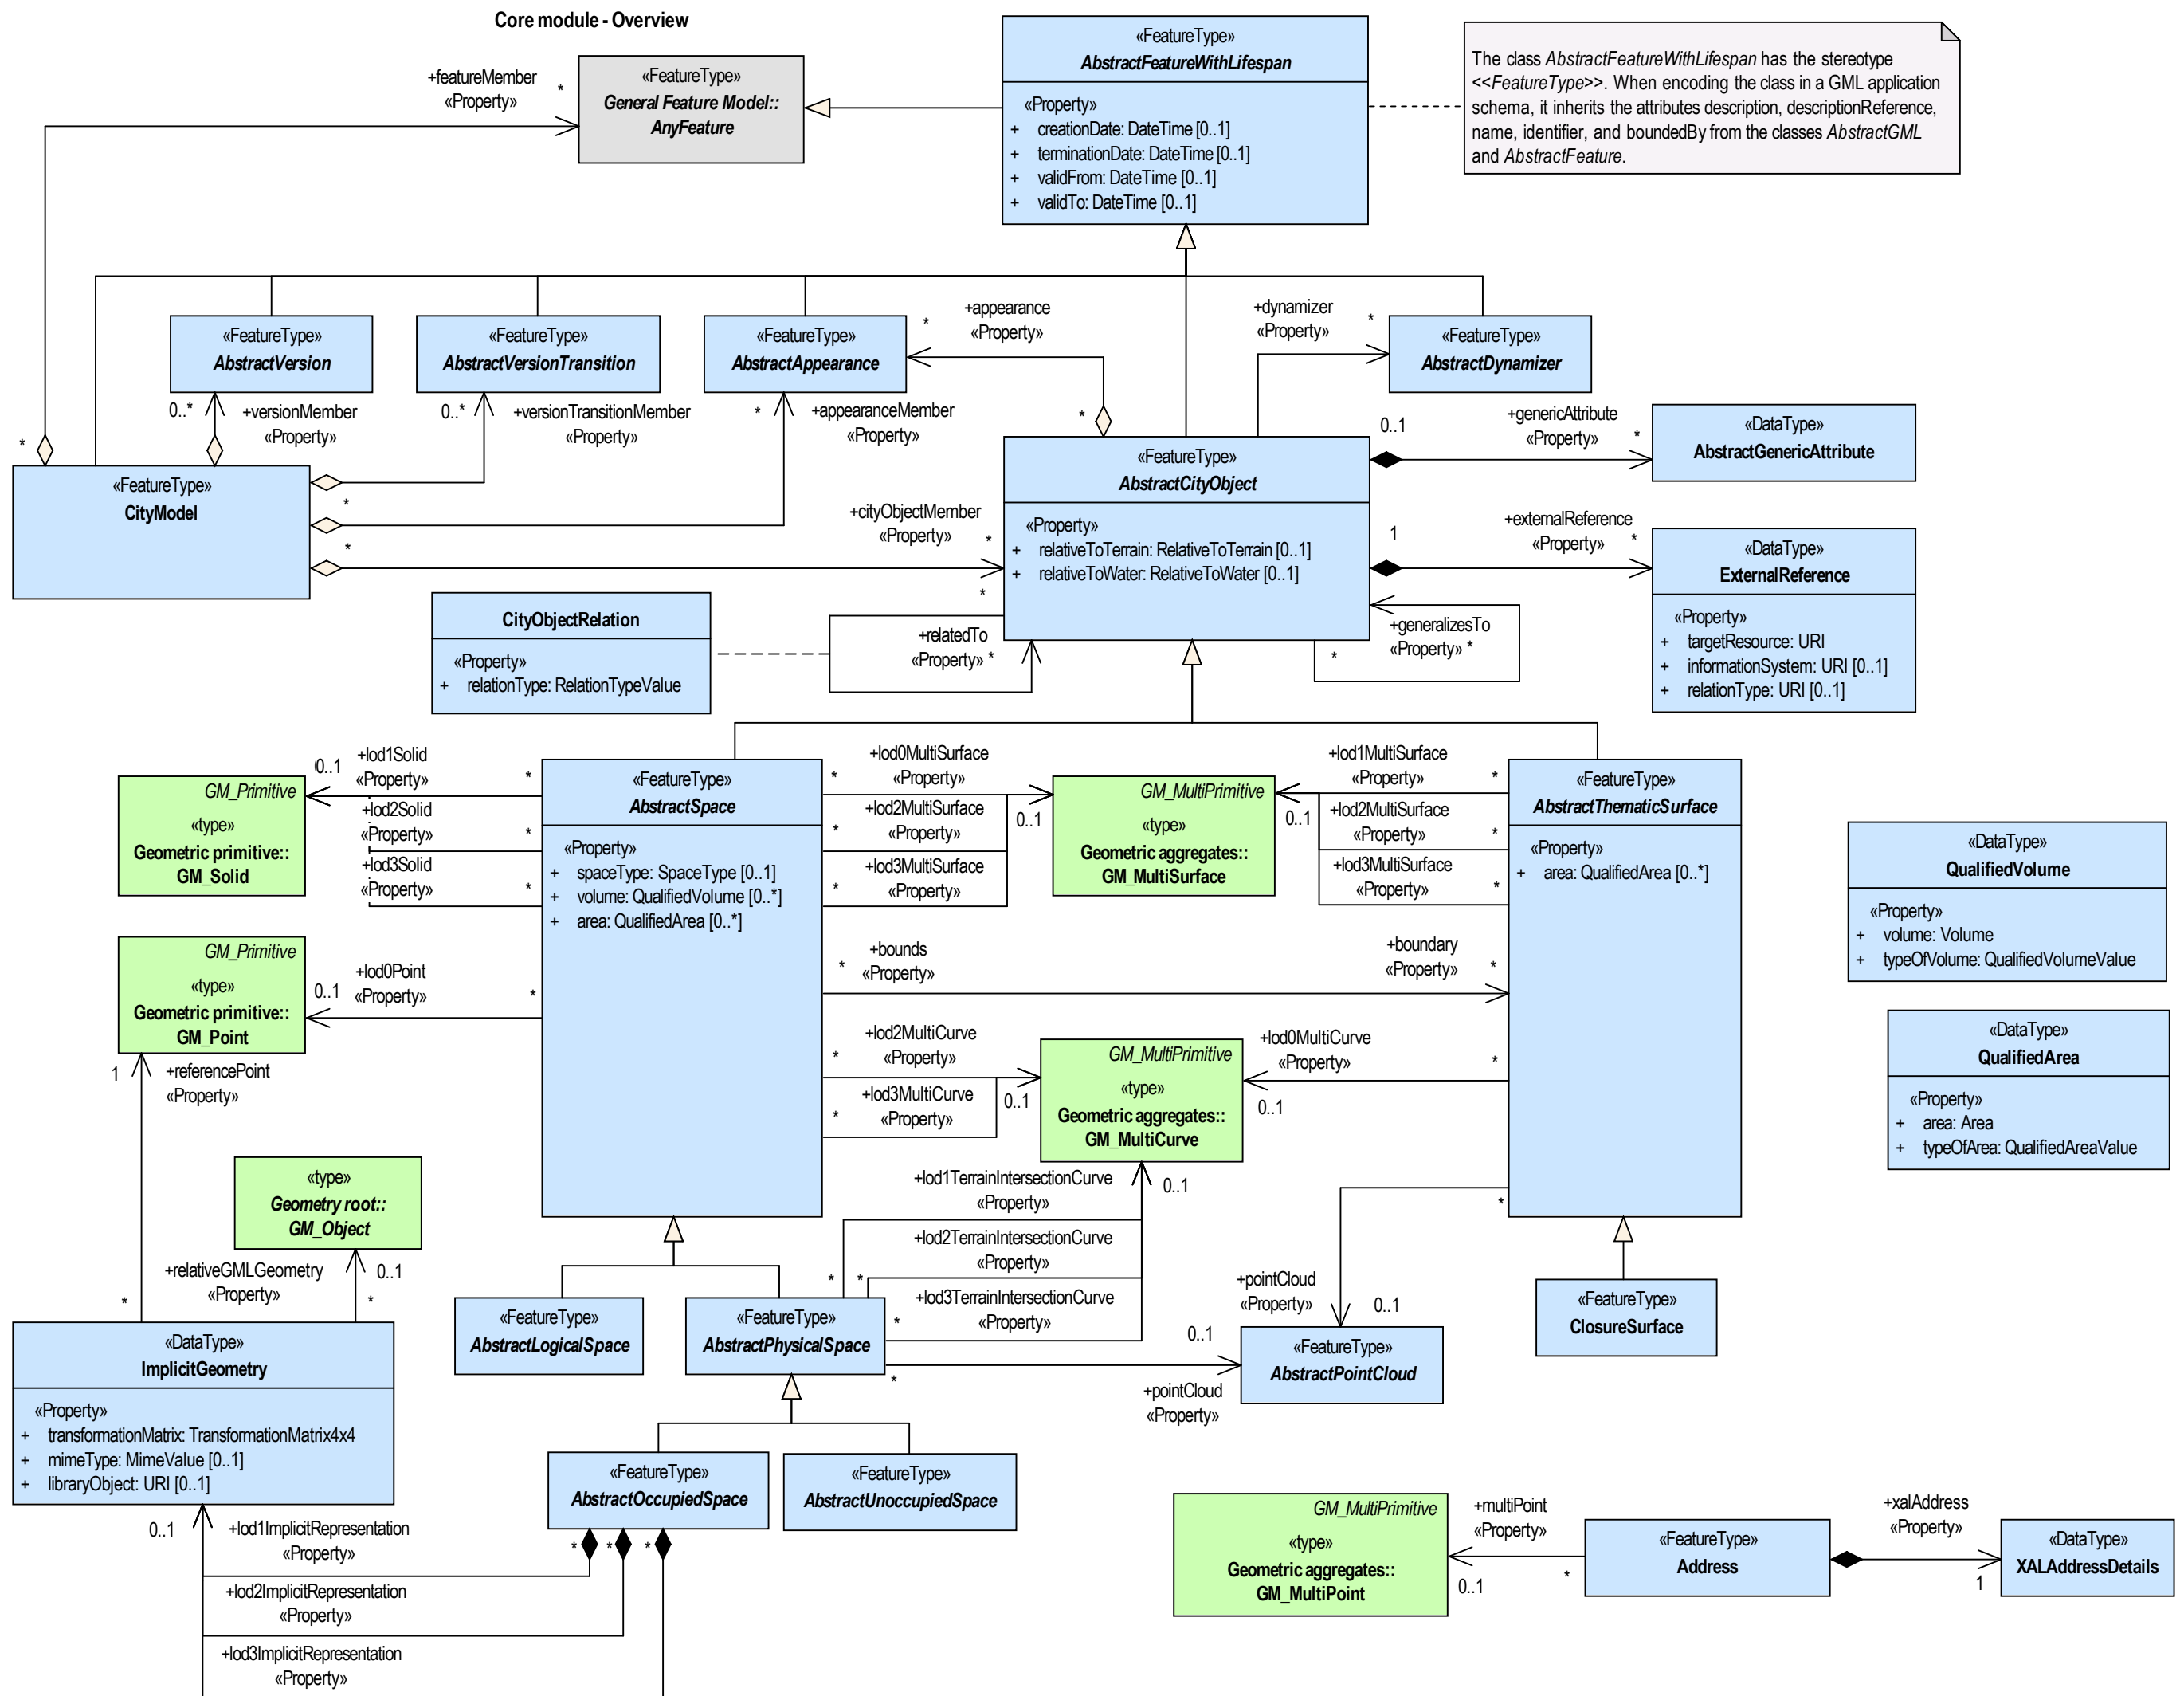 Core module - Overview
«FeatureType»
AbstractFeatureWithLifespan
«Property»
+ creationDate: DateTime [0..1]
+ terminationDate: DateTime [0..1]
+ validFrom: DateTime [0..1]
+ validTo: DateTime [0..1]
The class AbstractFeatureWithLifespan has the stereotype
<<FeatureType>>. When encoding the class in a GML application
schema, it inherits the attributes description, descriptionReference,
name, identifier, and boundedBy from the classes AbstractGML
and AbstractFeature.
+featureMember
«Property»
*
«FeatureType»
General Feature Model::
AnyFeature
«FeatureType»
AbstractVersion
«FeatureType»
AbstractVersionTransition
«FeatureType»
AbstractAppearance
+appearance
«Property»
*
*
+dynamizer
«Property»
*
«FeatureType»
AbstractDynamizer
0..*
+versionMember
«Property»
0..*
+versionTransitionMember
«Property»
*
+appearanceMember
«Property»
*
«FeatureType»
CityModel
*
*
+cityObjectMember
«Property»
*
«FeatureType»
AbstractCityObject
«Property»
+ relativeToTerrain: RelativeToTerrain [0..1]
+ relativeToWater: RelativeToWater [0..1]
0..1
+genericAttribute
«Property»
*
«DataType»
AbstractGenericAttribute
1
+externalReference
«Property»
*
«DataType»
ExternalReference
«Property»
+ targetResource: URI
+ informationSystem: URI [0..1]
+ relationType: URI [0..1]
CityObjectRelation
«Property»
+ relationType: RelationTypeValue
*
+relatedTo
«Property» *
+generalizesTo
«Property» *
*
GM_Primitive
«type»
Geometric primitive::
GM_Solid
0..1
+lod1Solid
«Property»
*
+lod2Solid
«Property»
*
+lod3Solid
«Property»
*
«FeatureType»
AbstractSpace
«Property»
+ spaceType: SpaceType [0..1]
+ volume: QualifiedVolume [0..*]
+ area: QualifiedArea [0..*]
*
+lod0MultiSurface
«Property»
*
+lod2MultiSurface
«Property»
*
+lod3MultiSurface
«Property»
0..1
GM_MultiPrimitive
«type»
Geometric aggregates::
GM_MultiSurface
0..1
+lod1MultiSurface
«Property»
*
+lod2MultiSurface
«Property»
*
+lod3MultiSurface
«Property»
*
«FeatureType»
AbstractThematicSurface
«Property»
+ area: QualifiedArea [0..*]
«DataType»
QualifiedVolume
«Property»
+ volume: Volume
+ typeOfVolume: QualifiedVolumeValue
GM_Primitive
«type»
Geometric primitive::
GM_Point
0..1
+lod0Point
«Property»
*
*
+bounds
«Property»
+boundary
«Property»
*
«DataType»
QualifiedArea
«Property»
+ area: Area
+ typeOfArea: QualifiedAreaValue
1
+referencePoint
«Property»
*
+lod2MultiCurve
«Property»
*
+lod3MultiCurve
«Property»
0..1
GM_MultiPrimitive
«type»
Geometric aggregates::
GM_MultiCurve
+lod0MultiCurve
«Property»
*
0..1
«type»
Geometry root::
GM_Object
+relativeGMLGeometry
«Property»
0..1
*
*
+lod1TerrainIntersectionCurve
«Property»
0..1
+lod2TerrainIntersectionCurve
«Property»
*
*
+lod3TerrainIntersectionCurve
«Property»
*
*
+pointCloud
«Property»
0..1
«FeatureType»
ClosureSurface
«FeatureType»
AbstractLogicalSpace
«FeatureType»
AbstractPhysicalSpace
*
0..1
+pointCloud
«Property»
«FeatureType»
AbstractPointCloud
«DataType»
ImplicitGeometry
«Property»
+ transformationMatrix: TransformationMatrix4x4
+ mimeType: MimeValue [0..1]
+ libraryObject: URI [0..1]
«FeatureType»
AbstractOccupiedSpace
«FeatureType»
AbstractUnoccupiedSpace
0..1
+lod1ImplicitRepresentation
«Property»
* * *
+lod2ImplicitRepresentation
«Property»
+lod3ImplicitRepresentation
«Property»
GM_MultiPrimitive
«type»
Geometric aggregates::
GM_MultiPoint
+multiPoint
«Property»
0..1
*
«FeatureType»
Address
+xalAddress
«Property»
1
«DataType»
XALAddressDetails